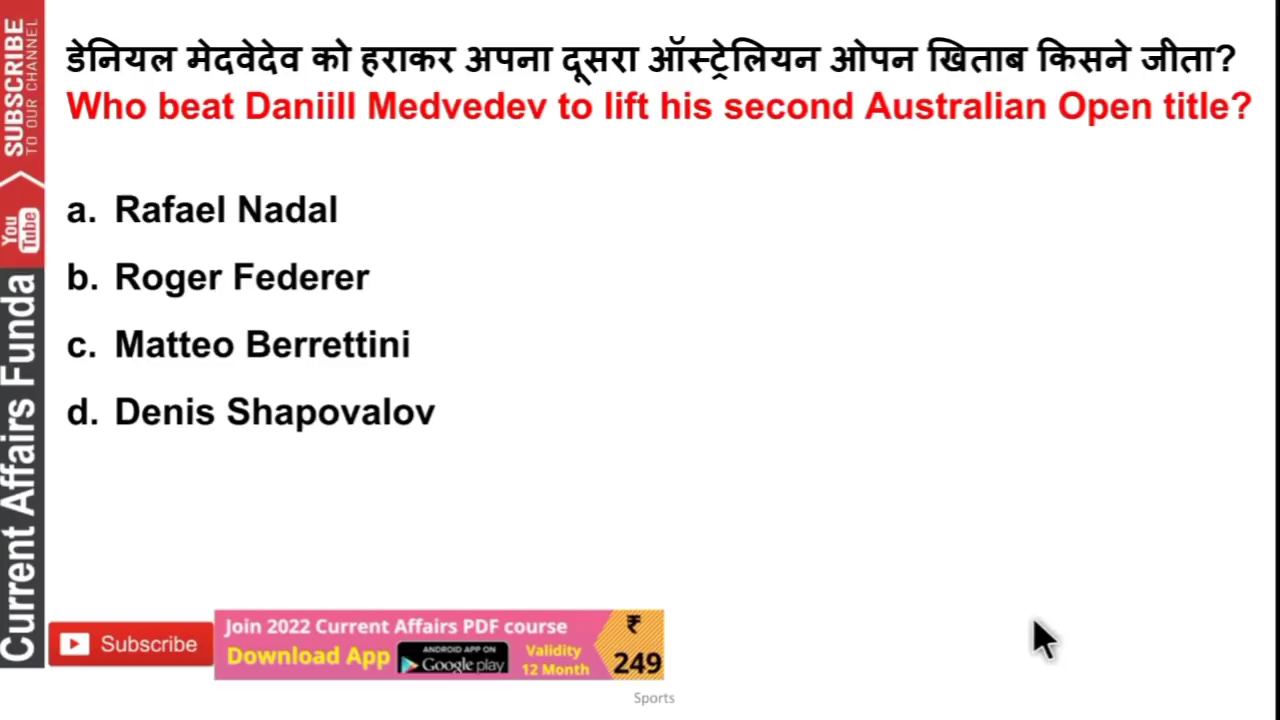 डेनियल मेदवेदेव को हराकर अपना दूसरा ऑस्ट्रेलियन ओपन खिताब किसने जीता?
Who beat Daniill Medvedev to lift his second Australian Open title?
a. Rafael Nadal
b. Roger Federer
c. Matteo Berrettini
d. Denis Shapovalov
SUBSCRIBE
TO OUR CHANNEL
You Tube
Current Affairs Funda
Subscribe
Join 2022 Current Affairs PDF course
Download App
ANDROID APP ON
Google play
Validity
12 Month
₹
249
Sports